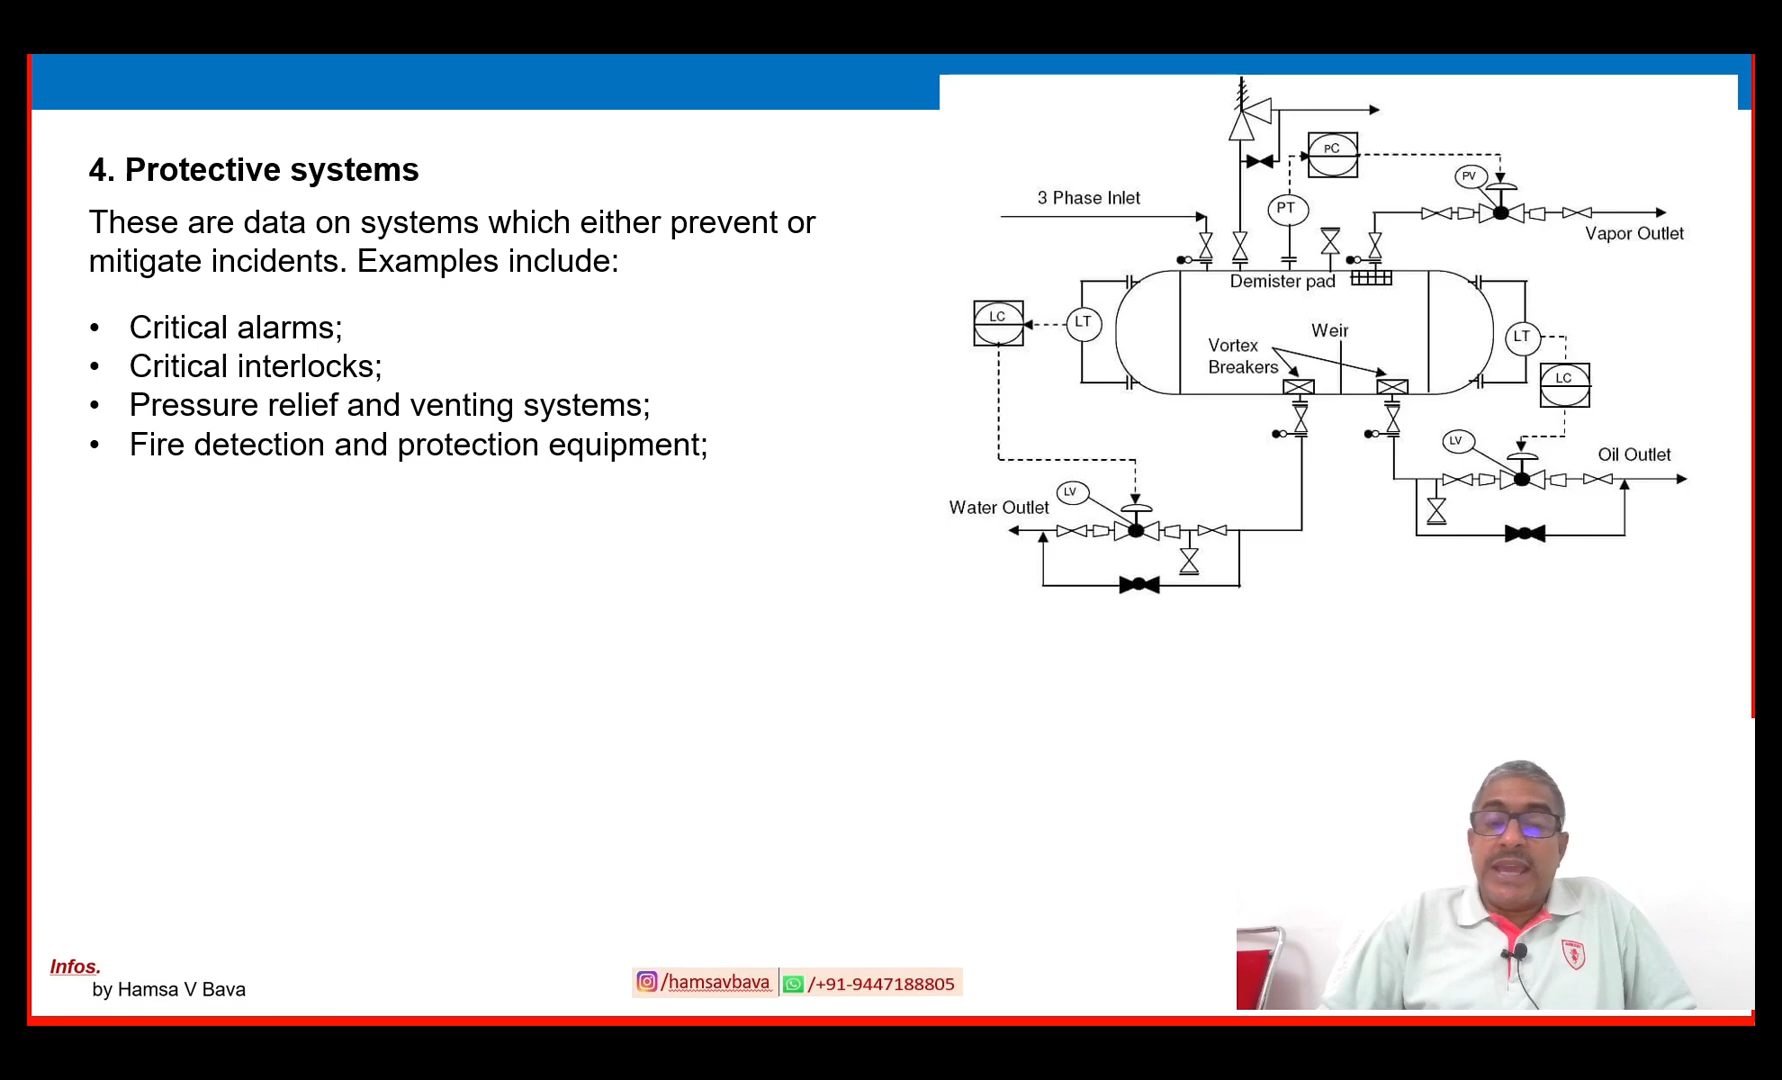 4. Protective systems
These are data on systems which either prevent or
mitigate incidents. Examples include:
• Critical alarms;
• Critical interlocks;
• Pressure relief and venting systems;
• Fire detection and protection equipment;
PC
PV
3 Phase Inlet
PT
Vapor Outlet
Demister pad
LC
LT
Weir
LT
Vortex
Breakers
LC
LV
Oil Outlet
LV
Water Outlet
Infos.
by Hamsa V Bava
/hamsavbava
/+91-9447188805